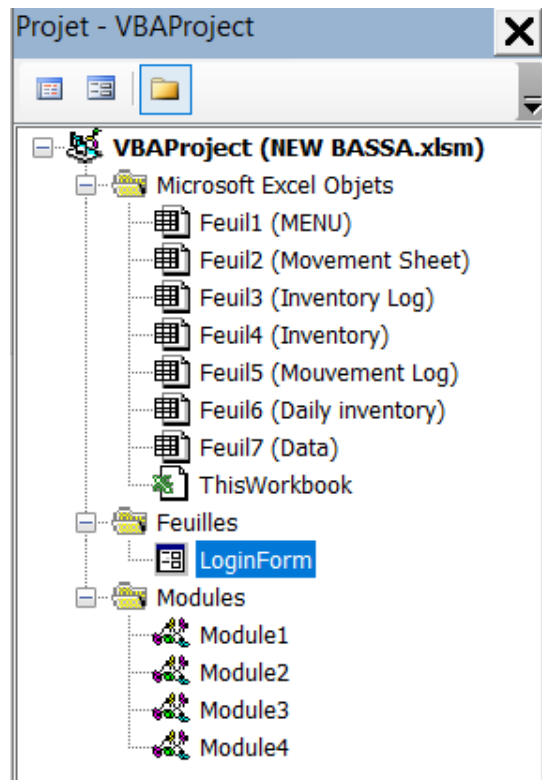 Projet - VBAProject
VBAProject (NEW BASSA.xlsm)
Microsoft Excel Objets
Feuil1 (MENU)
Feuil2 (Movement Sheet)
Feuil3 (Inventory Log)
Feuil4 (Inventory)
Feuil5 (Mouvement Log)
Feuil6 (Daily inventory)
Feuil7 (Data)
ThisWorkbook
Feuilles
LoginForm
Modules
Module1
Module2
Module3
Module4